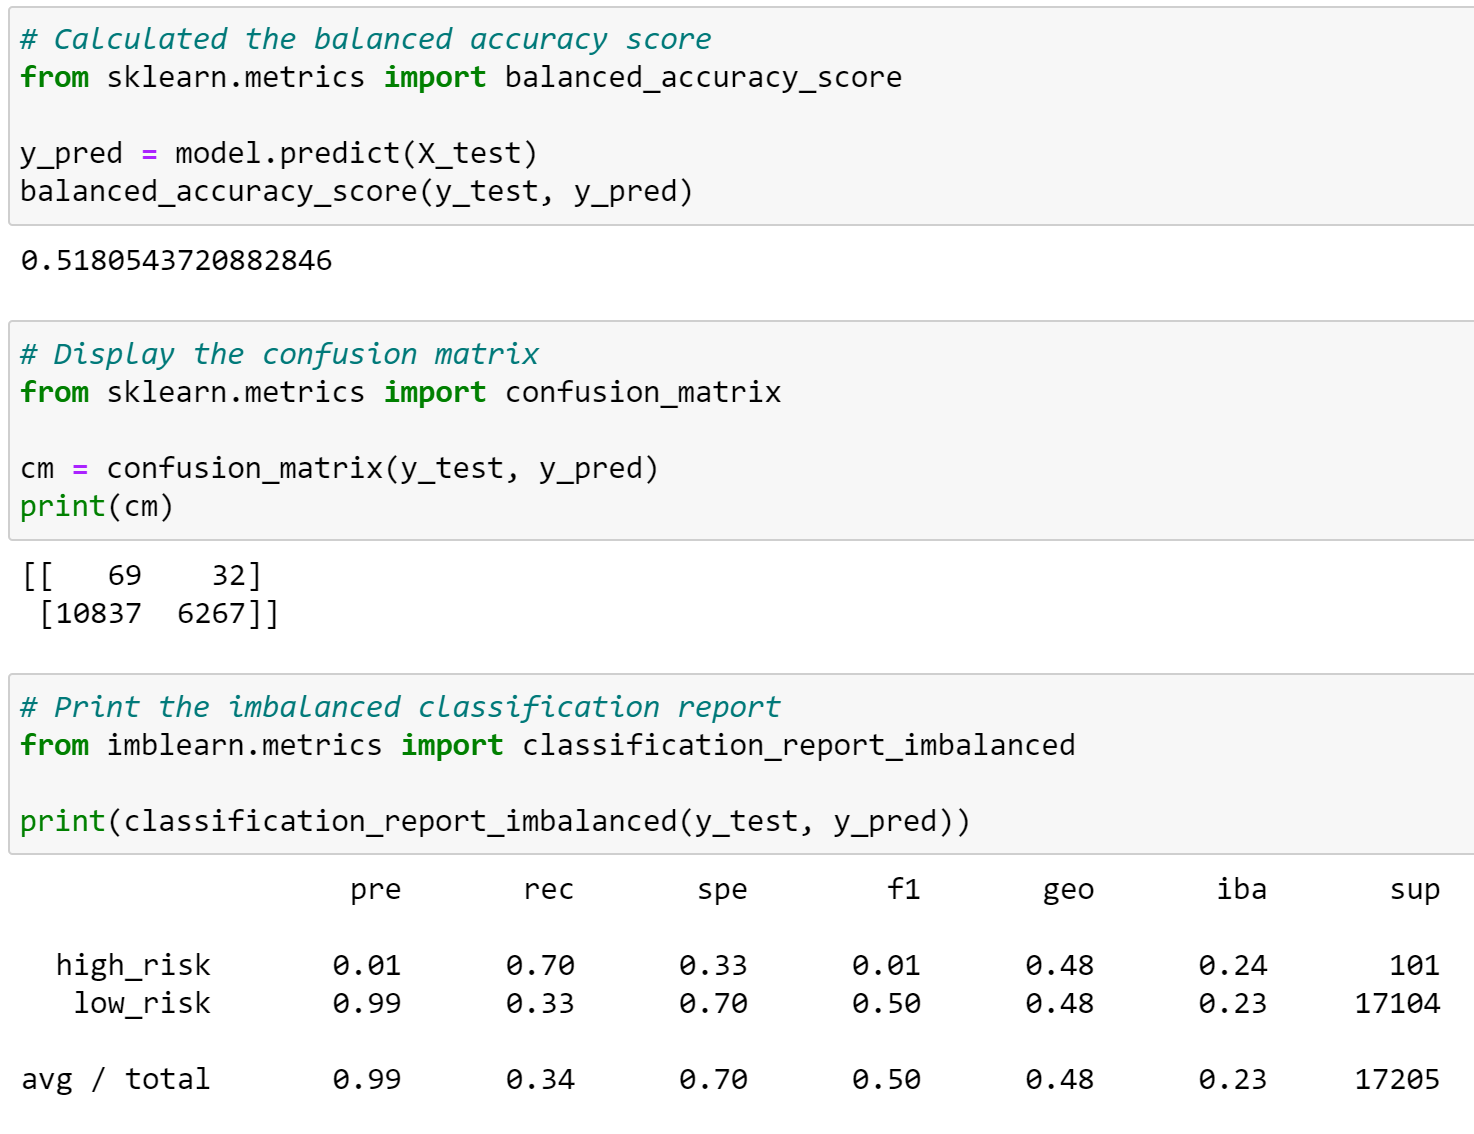 # Calculated the balanced accuracy score
from sklearn.metrics import balanced_accuracy_score
y_pred = model.predict(X_test)
balanced_accuracy_score(y_test, y_pred)
0.5180543720882846
# Display the confusion matrix
from sklearn.metrics import confusion_matrix
cm = confusion_matrix(y_test, y_pred)
print(cm)
[[   69    32]
 [10837  6267]]
# Print the imbalanced classification report
from imblearn.metrics import classification_report_imbalanced
print(classification_report_imbalanced(y_test, y_pred))
pre rec spe f1 geo iba sup
high_risk 0.01 0.70 0.33 0.01 0.48 0.24 101
low_risk 0.99 0.33 0.70 0.50 0.48 0.23 17104
avg / total 0.99 0.34 0.70 0.50 0.48 0.23 17205